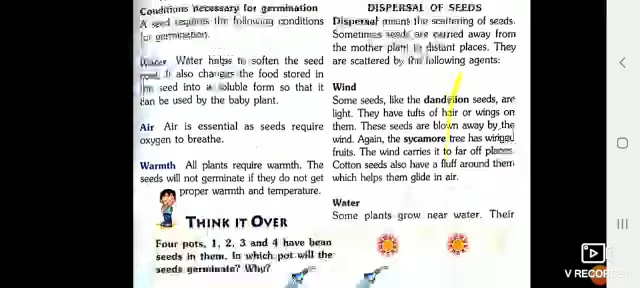 Conditions necessary for germination
A seed requires the following conditions
for germination.
Water Water helps to soften the seed
coat. It also changes the food stored in
the seed into a soluble form so that it
can be used by the baby plant.
Air Air is essential as seeds require
oxygen to breathe.
Warmth All plants require warmth. The
seeds will not germinate if they do not get
proper warmth and temperature.
THINK IT OVER
Four pots, 1, 2, 3 and 4 have bean
seeds in them. In which pot will the
seeds germinate? Why?
DISPERSAL OF SEEDS
Dispersal means the scattering of seeds.
Sometimes seeds are carried away from
the mother plant to distant places. They
are scattered by the following agents:
Wind
Some seeds, like the dandelion seeds, are
light. They have tufts of hair or wings on
them. These seeds are blown away by the
wind. Again, the sycamore tree has winged
fruits. The wind carries it to far off places.
Cotton seeds also have a fluff around them
which helps them glide in air.
Water
Some plants grow near water. Their
V RECORDER